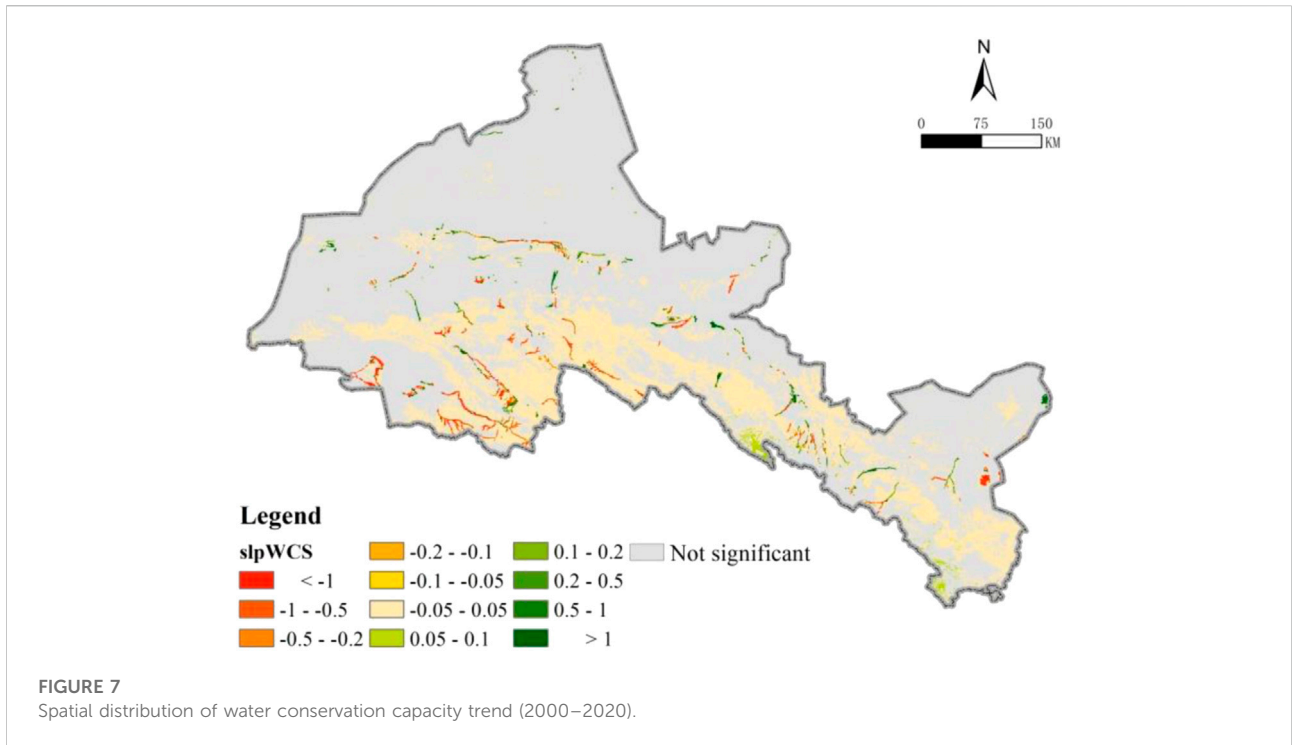 N
0 75 150
KM
Legend
slpWCS
< -1
-1 - -0.5
-0.5 - -0.2
-0.2 - -0.1
-0.1 - -0.05
-0.05 - 0.05
0.05 - 0.1
0.1 - 0.2
0.2 - 0.5
0.5 - 1
> 1
Not significant
FIGURE 7
Spatial distribution of water conservation capacity trend (2000–2020).